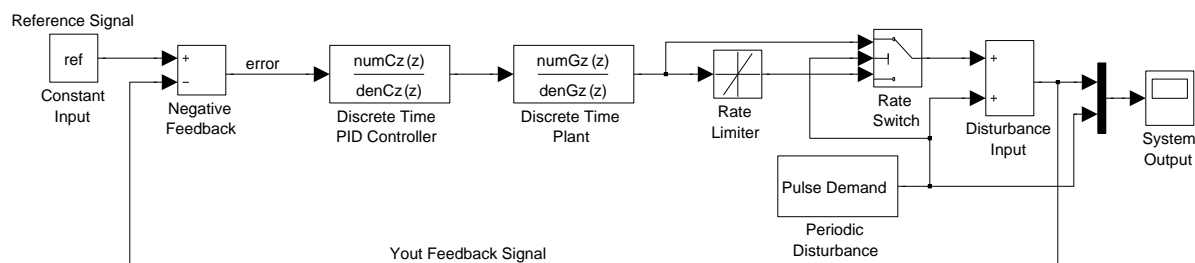 Reference Signal
ref
Constant
Input
+
−
Negative
Feedback
error
numCz(z)
denCz(z)
Discrete Time
PID Controller
numGz(z)
denGz(z)
Discrete Time
Plant
Rate
Limiter
Rate
Switch
+
+
Disturbance
Input
System
Output
Pulse Demand
Periodic
Disturbance
Yout Feedback Signal